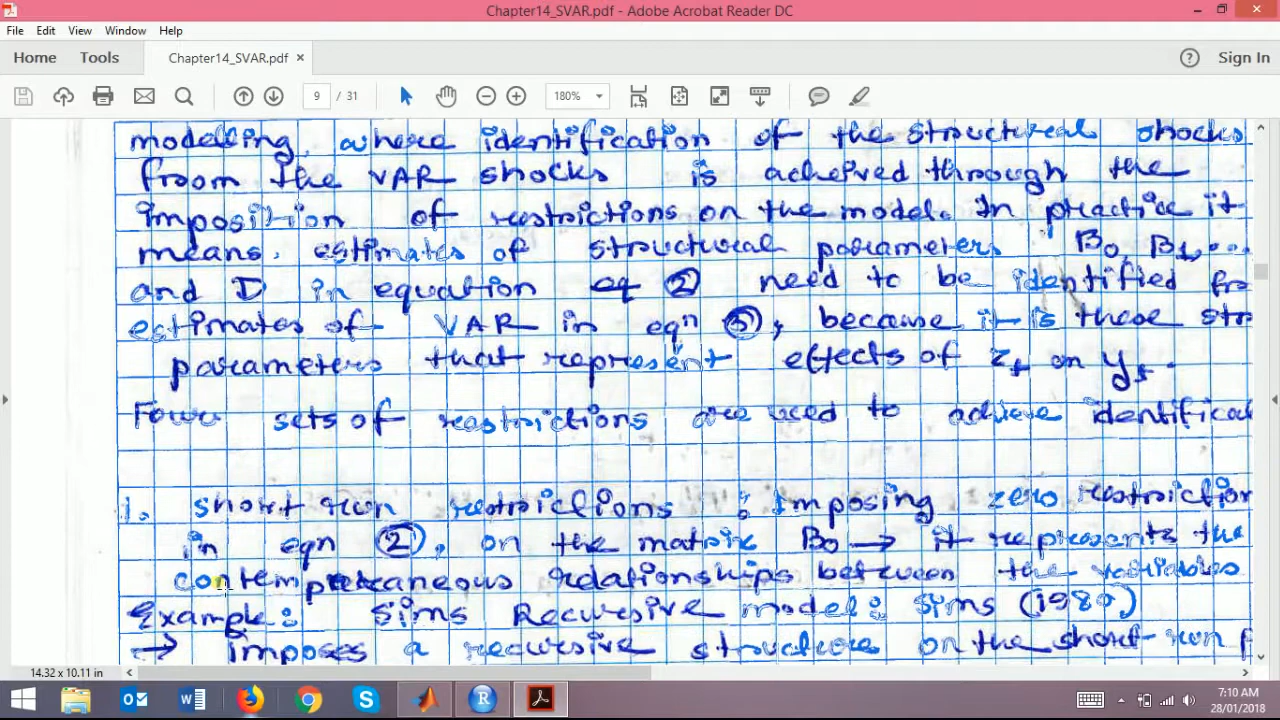 Chapter14_SVAR.pdf - Adobe Acrobat Reader DC
File Edit View Window Help
Home Tools Chapter14_SVAR.pdf × Sign In
9 / 31 180%
modelling, where identification of the structural shocks
from the VAR shocks is acheived through the
imposition of restrictions on the model. In practice it
means, estimates of structural parameters B0, B1,...
and D in equation eq 2 need to be identified fro
estimates of VAR in eqn 5, because it is these str
parameters that represent effects of zt on yt.
Four sets of restrictions are used to achieve identificat
1. short run restrictions : Imposing zero restriction
in eqn 2, on the matrix B0 → it represents the
contemporaneous relationships between the variables
Example: Sims Recursive model: Sims (1980)
→ imposes a recursive structure on the short-run
14.32 x 10.11 in
7:10 AM
28/01/2018